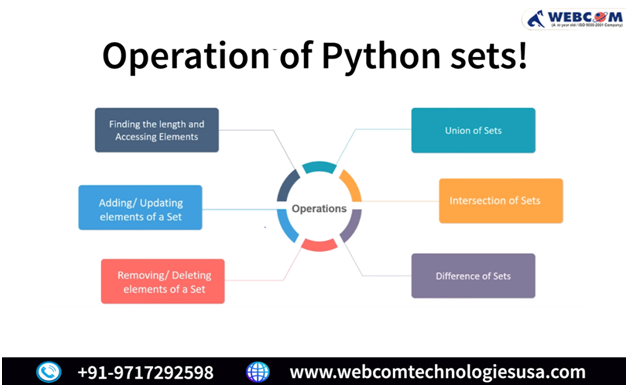 WEBCOM
Operation of Python sets!
Finding the length and
Accessing Elements
Union of Sets
Adding/ Updating
elements of a Set
Operations
Intersection of Sets
Removing/ Deleting
elements of a Set
Difference of Sets
+91-9717292598
www.webcomtechnologiesusa.com